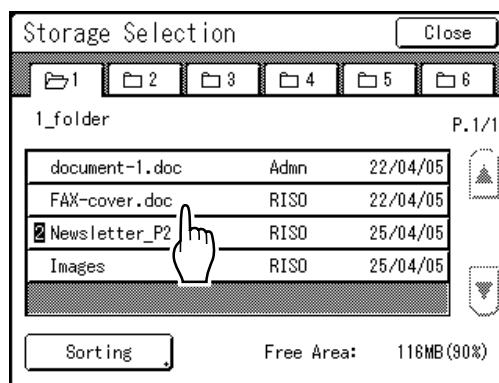 Storage Selection Close
1 2 3 4 5 6
1_folder P.1/1
document-1.doc Admn 22/04/05
FAX-cover.doc RISO 22/04/05
2 Newsletter_P2 RISO 25/04/05
Images RISO 25/04/05
Sorting Free Area: 116MB(90%)